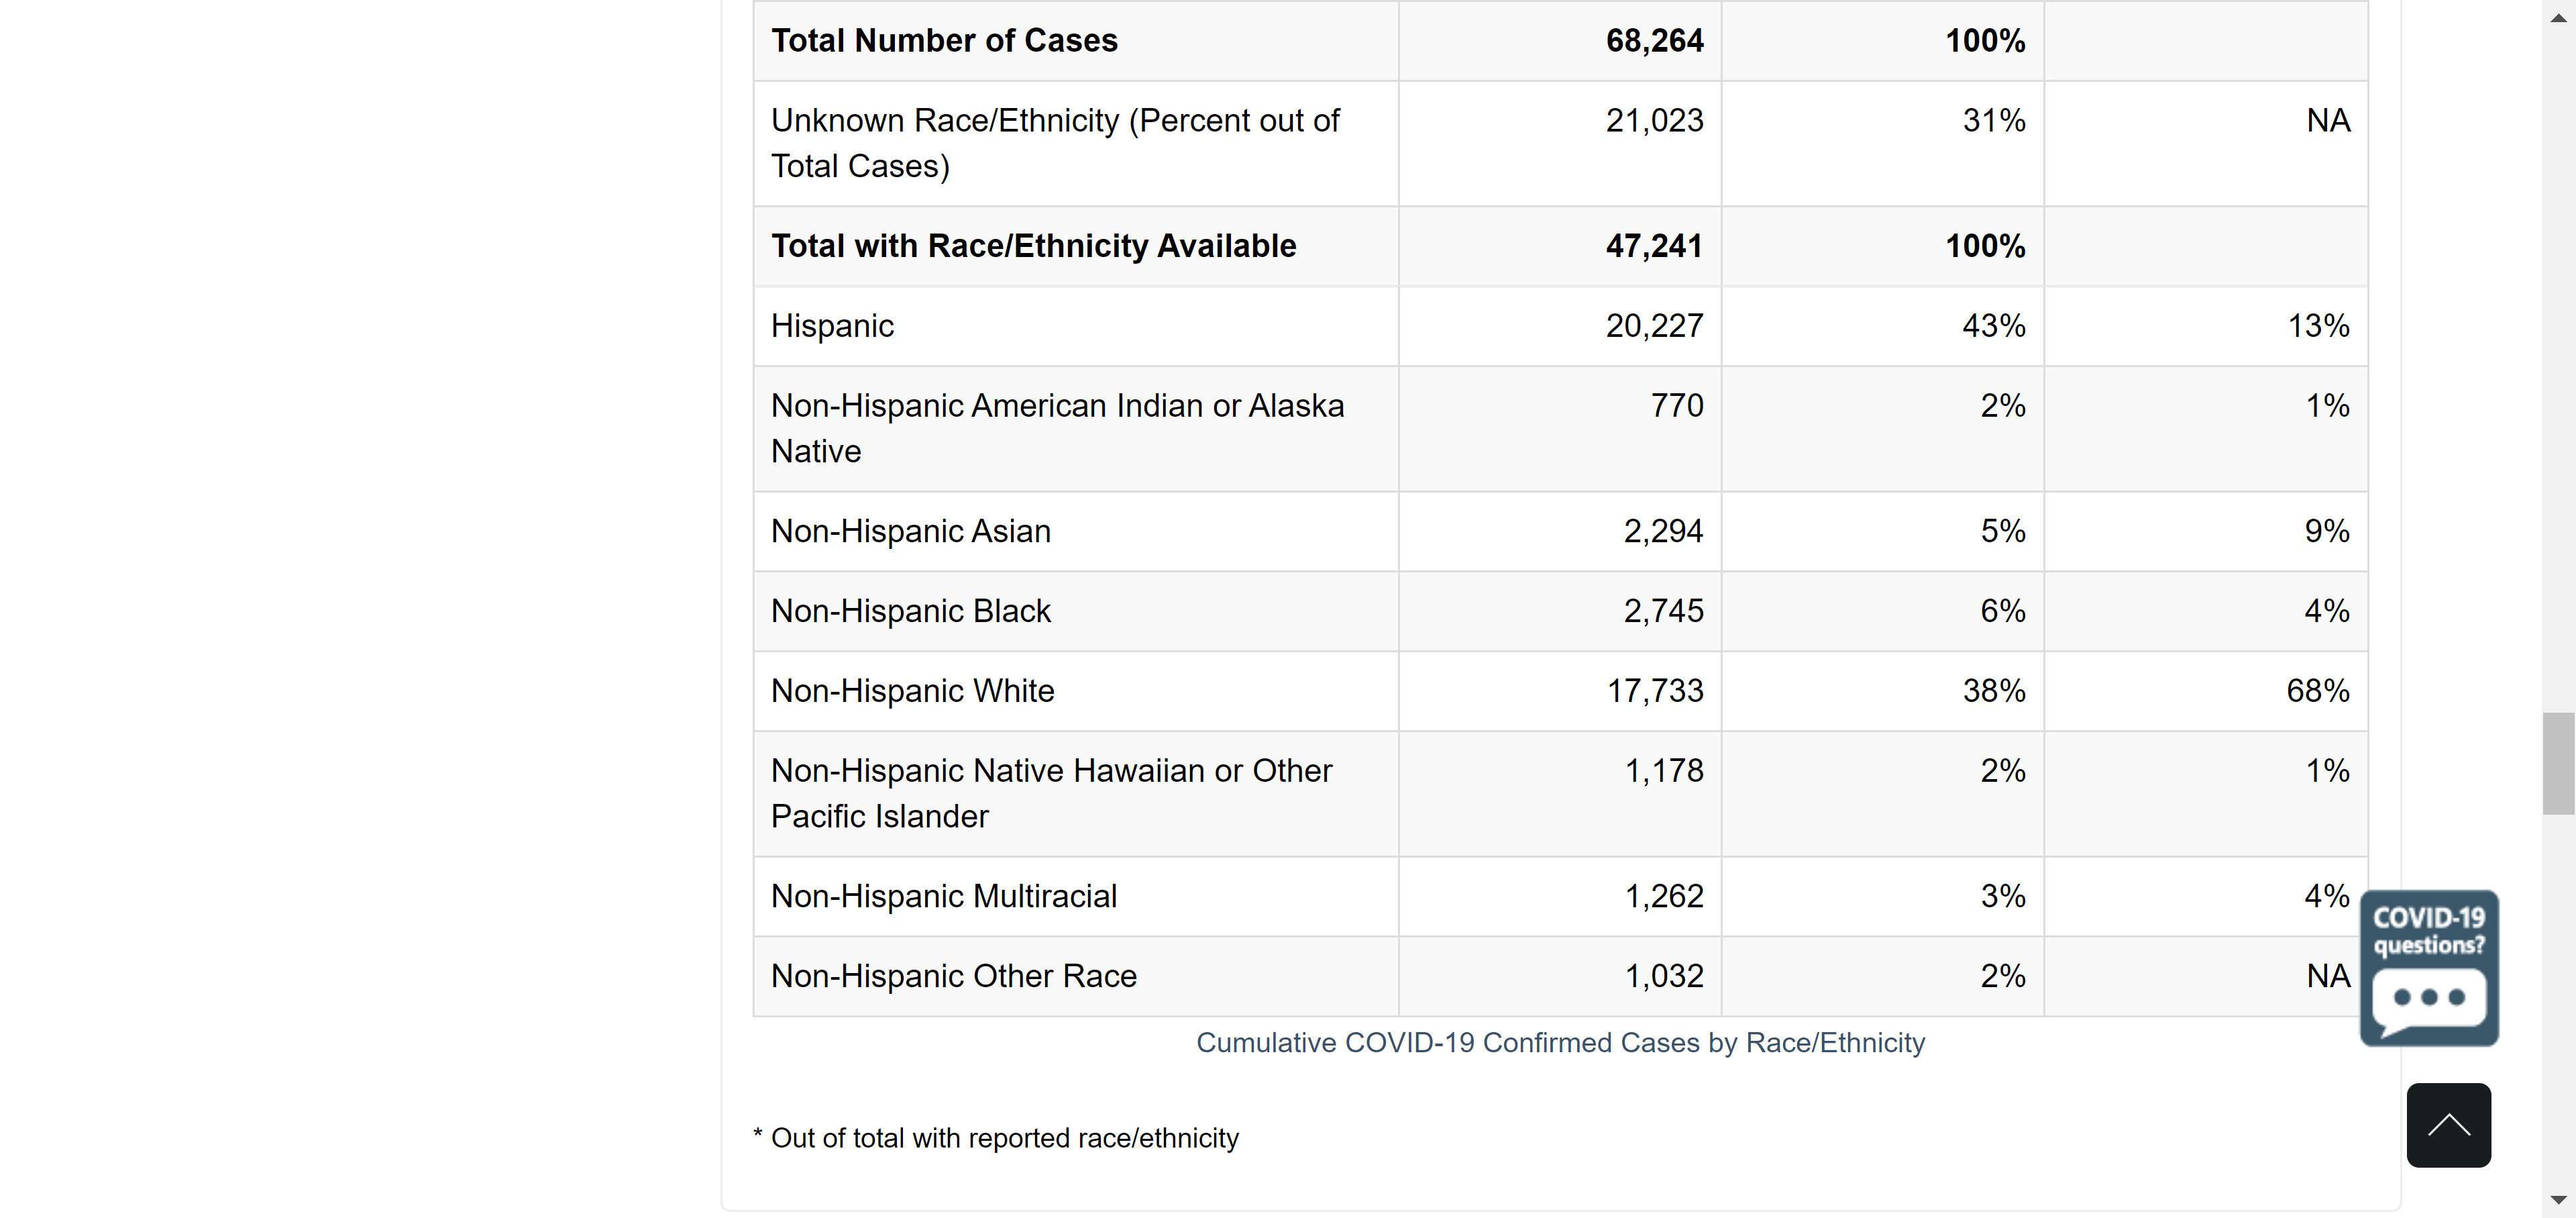 Total Number of Cases 68,264 100%
Unknown Race/Ethnicity (Percent out of 21,023 31% NA
Total Cases)
Total with Race/Ethnicity Available 47,241 100%
Hispanic 20,227 43% 13%
Non-Hispanic American Indian or Alaska 770 2% 1%
Native
Non-Hispanic Asian 2,294 5% 9%
Non-Hispanic Black 2,745 6% 4%
Non-Hispanic White 17,733 38% 68%
Non-Hispanic Native Hawaiian or Other 1,178 2% 1%
Pacific Islander
Non-Hispanic Multiracial 1,262 3% 4%
Non-Hispanic Other Race 1,032 2% NA
Cumulative COVID-19 Confirmed Cases by Race/Ethnicity
* Out of total with reported race/ethnicity
COVID-19
questions?